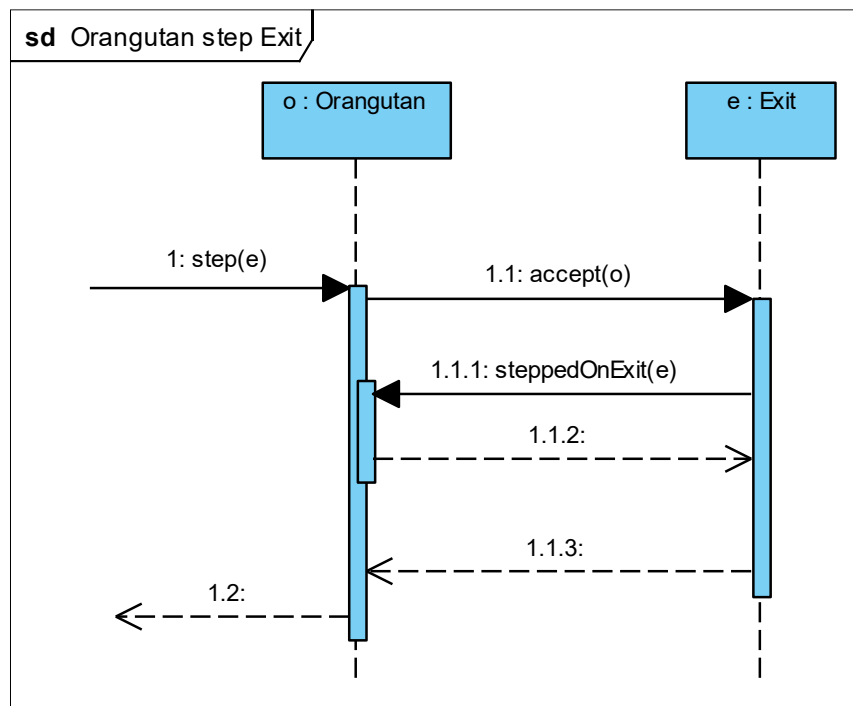 sd Orangutan step Exit
o : Orangutan
e : Exit
1: step(e)
1.1: accept(o)
1.1.1: steppedOnExit(e)
1.1.2:
1.1.3:
1.2: